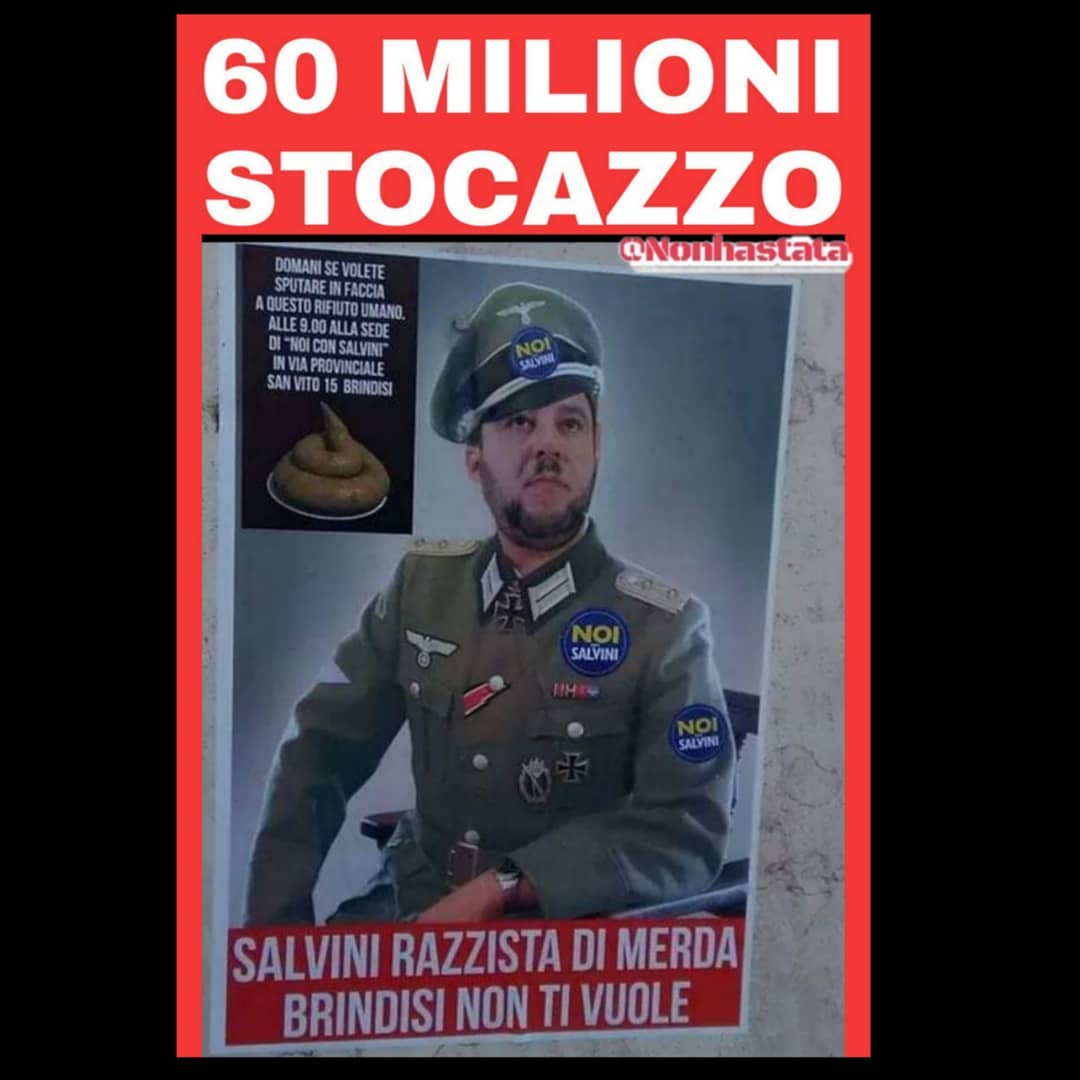 60 MILIONI
STOCAZZO
@Nonhastata
DOMANI SE VOLETE
SPUTARE IN FACCIA
A QUESTO RIFIUTO UMANO.
ALLE 9.00 ALLA SEDE
DI "NOI CON SALVINI"
IN VIA PROVINCIALE
SAN VITO 15 BRINDISI
NOI
SALVINI
NOI
SALVINI
NOI
SALVINI
SALVINI RAZZISTA DI MERDA
BRINDISI NON TI VUOLE